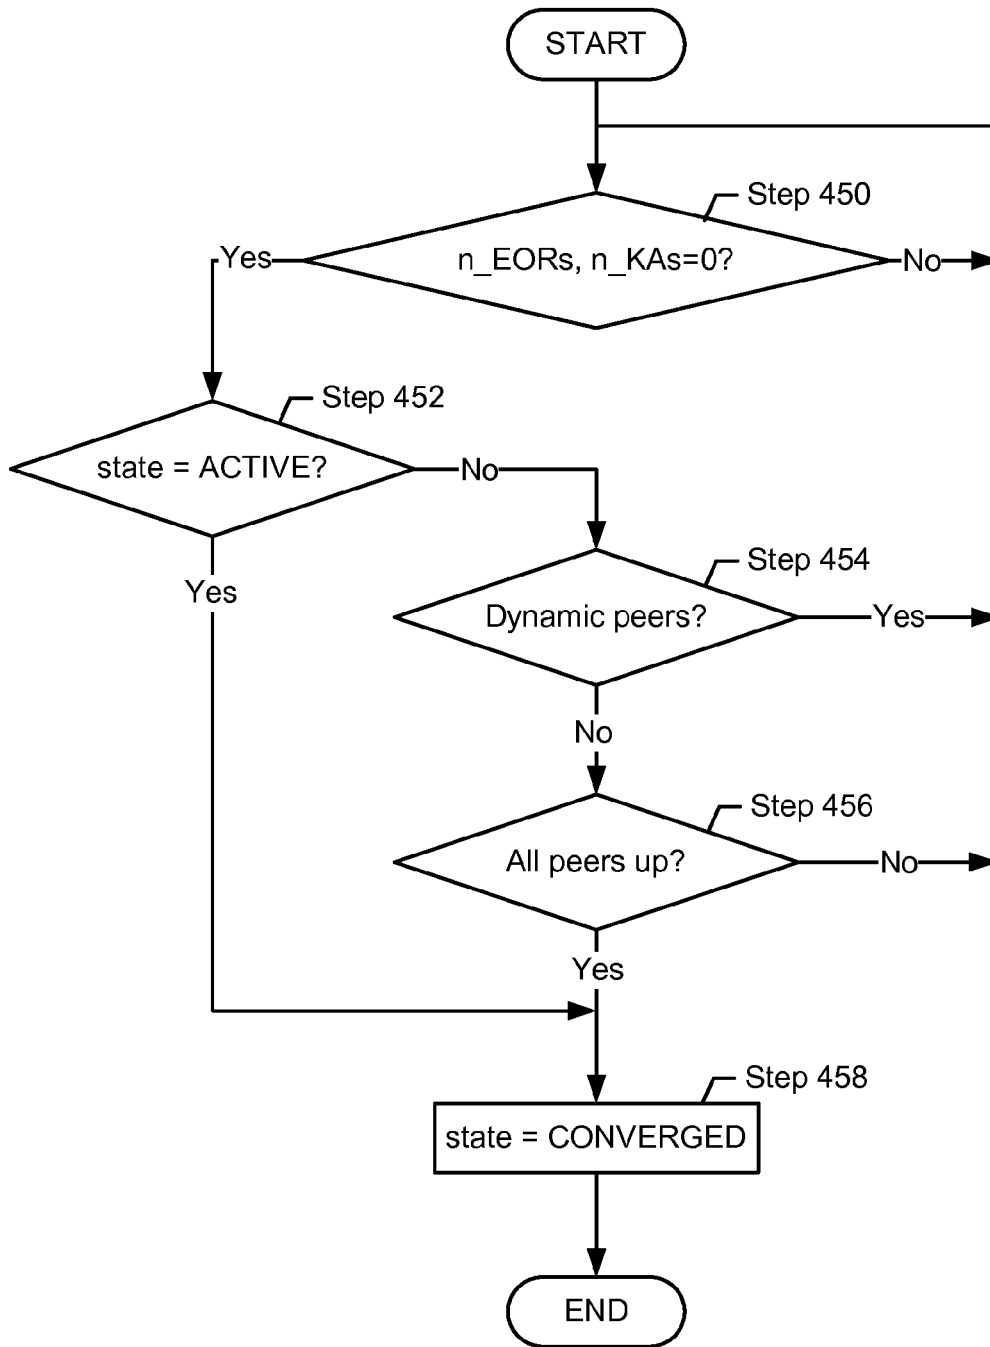 START
Step 450
n_EORs, n_KAs=0?
Yes
No
Step 452
state = ACTIVE?
No
Yes
Step 454
Dynamic peers?
Yes
No
Step 456
All peers up?
No
Yes
Step 458
state = CONVERGED
END